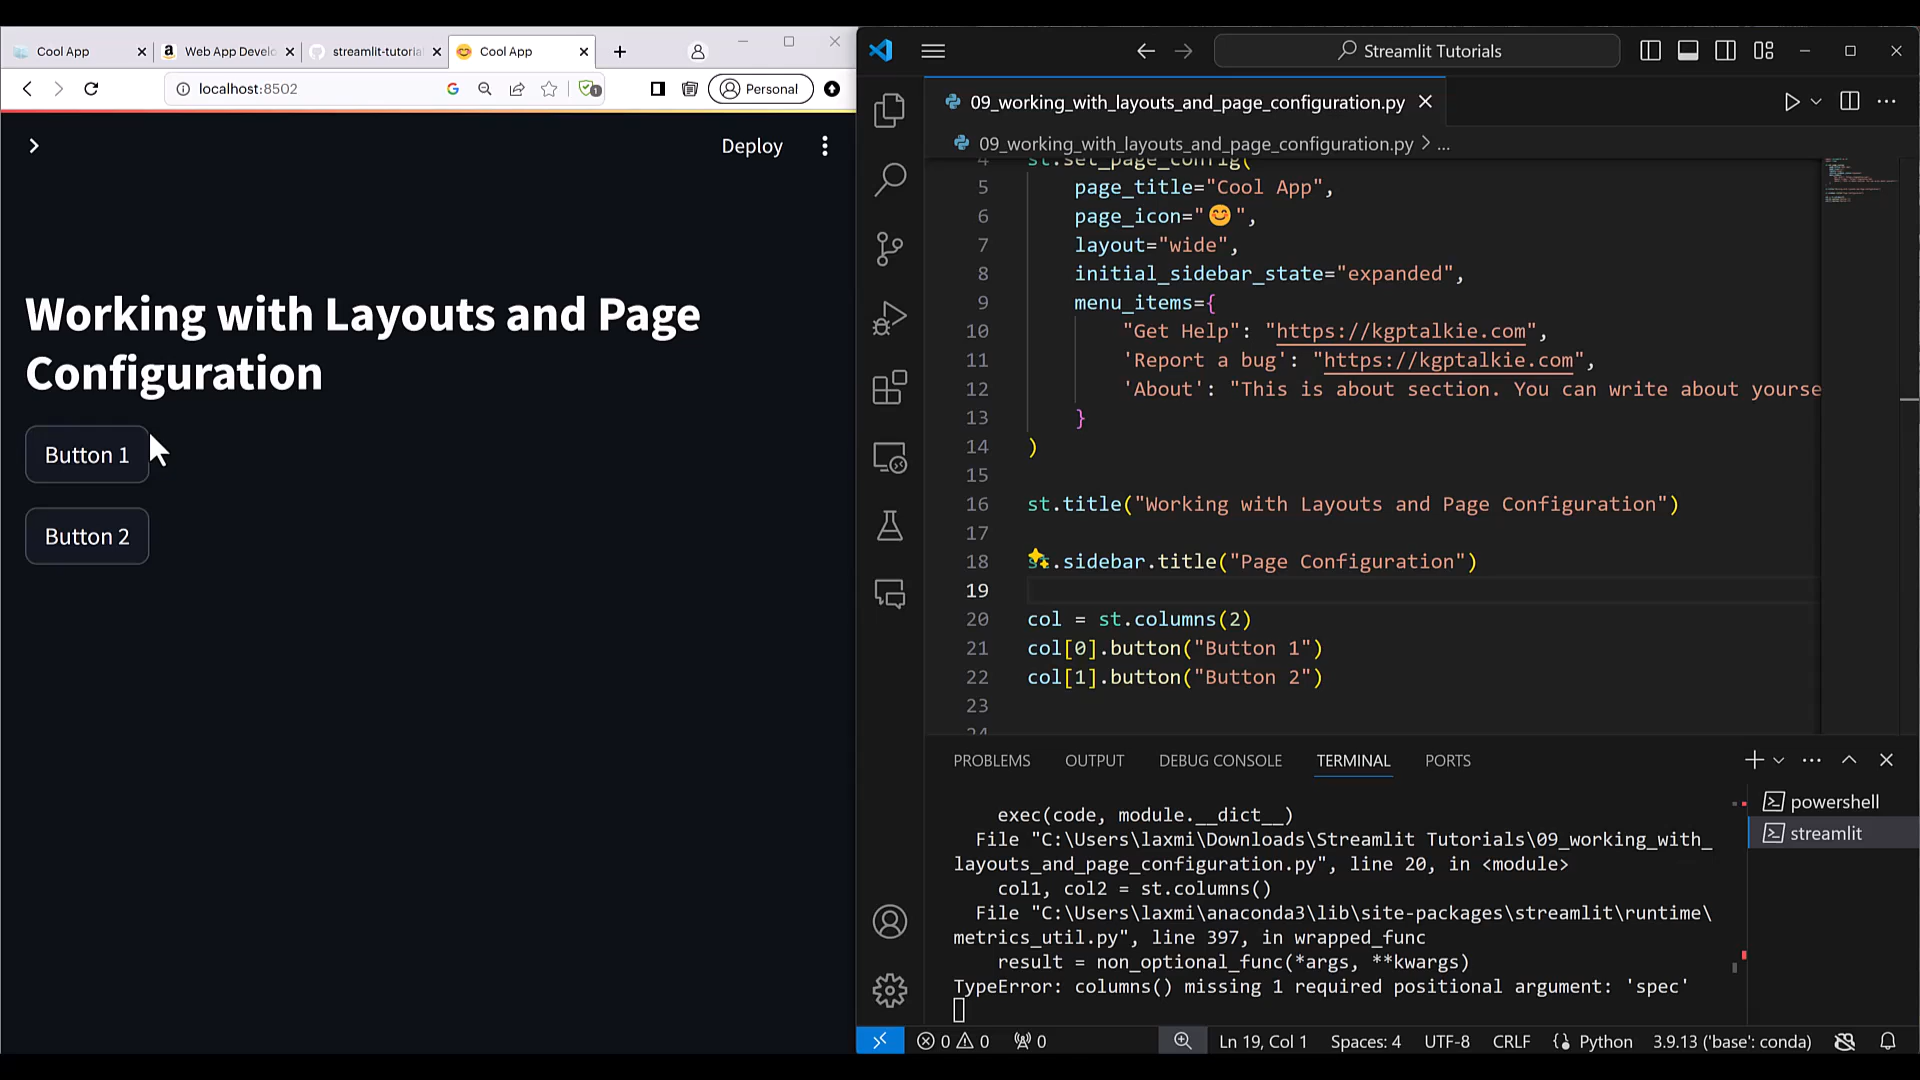 Cool App
Web App Develo
streamlit-tutoria
Cool App
localhost:8502
Personal
Deploy
Working with Layouts and Page
Configuration
Button 1
Button 2
Streamlit Tutorials
09_working_with_layouts_and_page_configuration.py
09_working_with_layouts_and_page_configuration.py > ...
4 st.set_page_config(
5 page_title="Cool App",
6 page_icon="😊",
7 layout="wide",
8 initial_sidebar_state="expanded",
9 menu_items={
10 "Get Help": "https://kgptalkie.com",
11 'Report a bug': "https://kgptalkie.com",
12 'About': "This is about section. You can write about yourse
13 }
14 )
15
16 st.title("Working with Layouts and Page Configuration")
17
18 st.sidebar.title("Page Configuration")
19
20 col = st.columns(2)
21 col[0].button("Button 1")
22 col[1].button("Button 2")
23
24
PROBLEMS OUTPUT DEBUG CONSOLE TERMINAL PORTS
exec(code, module.__dict__)
File "C:\Users\laxmi\Downloads\Streamlit Tutorials\09_working_with_
layouts_and_page_configuration.py", line 20, in <module>
col1, col2 = st.columns()
File "C:\Users\laxmi\anaconda3\lib\site-packages\streamlit\runtime\
metrics_util.py", line 397, in wrapped_func
result = non_optional_func(*args, **kwargs)
TypeError: columns() missing 1 required positional argument: 'spec'
powershell
streamlit
0 0 0 Ln 19, Col 1 Spaces: 4 UTF-8 CRLF Python 3.9.13 ('base': conda)